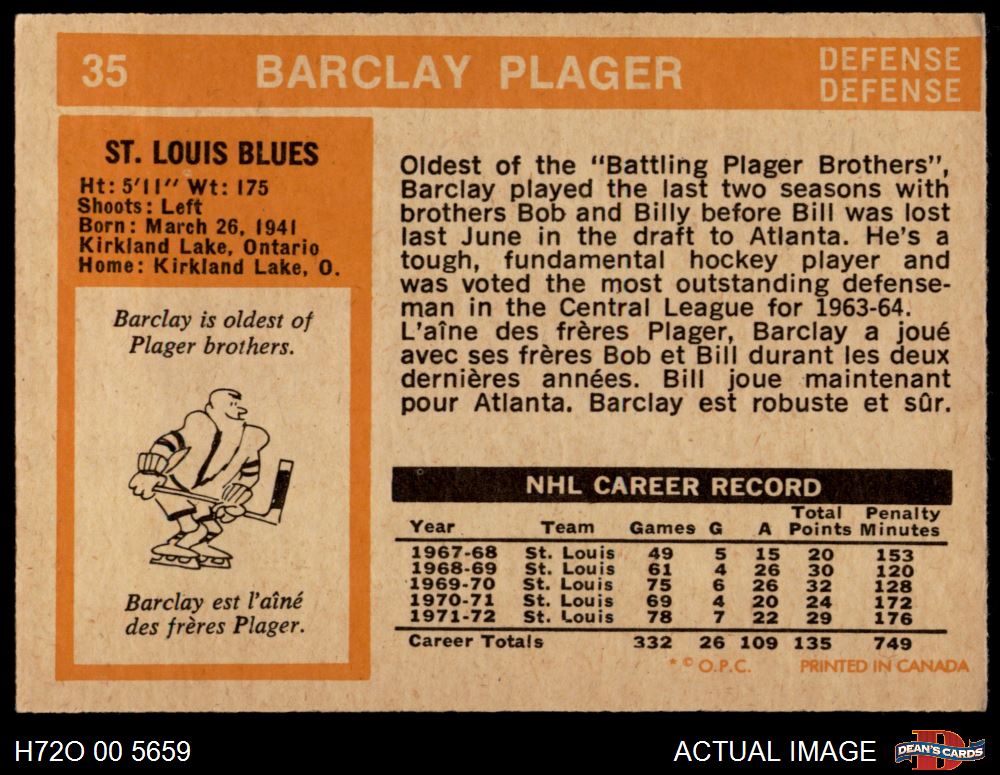 35 BARCLAY PLAGER DEFENSE
DEFENSE
ST. LOUIS BLUES
Ht: 5'11" Wt: 175
Shoots: Left
Born: March 26, 1941
Kirkland Lake, Ontario
Home: Kirkland Lake, O.
Barclay is oldest of
Plager brothers.
Barclay est l'aîné
des frères Plager.
Oldest of the "Battling Plager Brothers",
Barclay played the last two seasons with
brothers Bob and Billy before Bill was lost
last June in the draft to Atlanta. He's a
tough, fundamental hockey player and
was voted the most outstanding defense-
man in the Central League for 1963-64.
L'aîne des frères Plager, Barclay a joué
avec ses frères Bob et Bill durant les deux
dernières années. Bill joue maintenant
pour Atlanta. Barclay est robuste et sûr.
NHL CAREER RECORD
Year Team Games G A Total Points Penalty Minutes
1967-68 St. Louis 49 5 15 20 153
1968-69 St. Louis 61 4 26 30 120
1969-70 St. Louis 75 6 26 32 128
1970-71 St. Louis 69 4 20 24 172
1971-72 St. Louis 78 7 22 29 176
Career Totals 332 26 109 135 749
* © O.P.C. PRINTED IN CANADA
H72O 00 5659 ACTUAL IMAGE DEAN'S CARDS